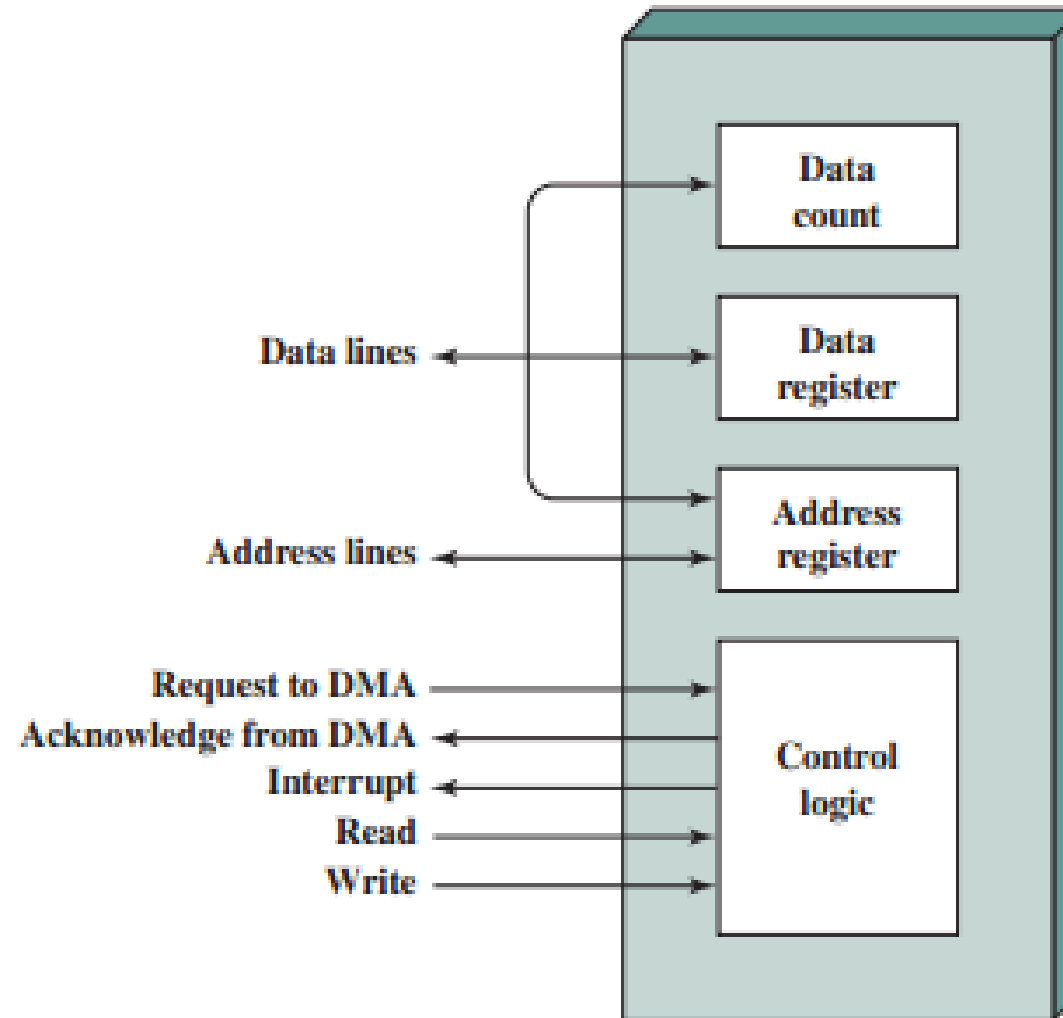 Data
count
Data lines
Data
register
Address
register
Address lines
Request to DMA
Acknowledge from DMA
Interrupt
Read
Write
Control
logic